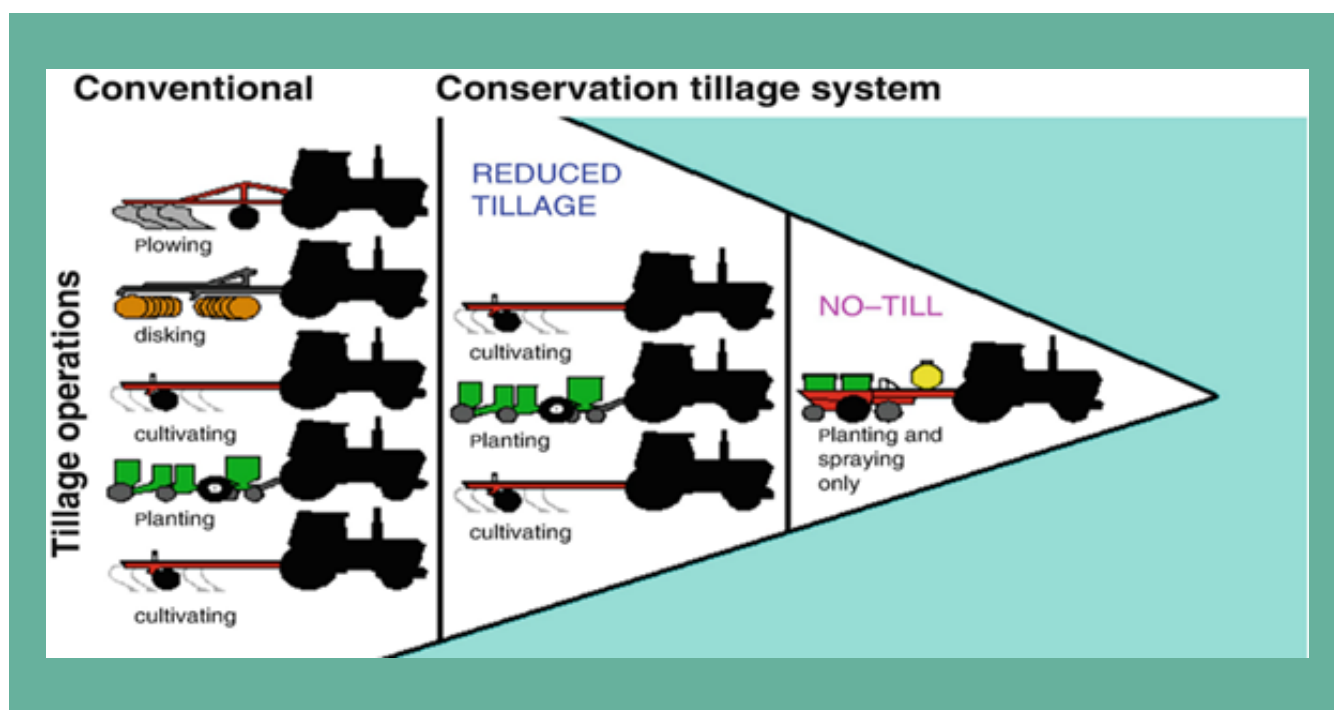 Conventional
Conservation tillage system
Tillage operations
Plowing
disking
cultivating
Planting
cultivating
REDUCED
TILLAGE
cultivating
Planting
cultivating
NO–TILL
Planting and
spraying
only